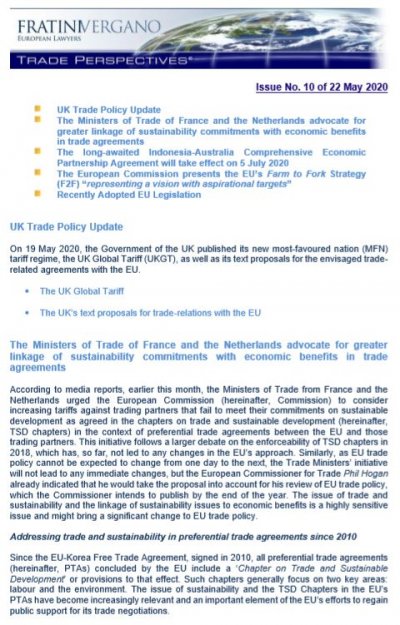 FRATINIVERGANO
EUROPEAN LAWYERS
TRADE PERSPECTIVES®
Issue No. 10 of 22 May 2020
UK Trade Policy Update
The Ministers of Trade of France and the Netherlands advocate for
greater linkage of sustainability commitments with economic benefits
in trade agreements
The long-awaited Indonesia-Australia Comprehensive Economic
Partnership Agreement will take effect on 5 July 2020
The European Commission presents the EU's Farm to Fork Strategy
(F2F) "representing a vision with aspirational targets"
Recently Adopted EU Legislation
UK Trade Policy Update
On 19 May 2020, the Government of the UK published its new most-favoured nation (MFN)
tariff regime, the UK Global Tariff (UKGT), as well as its text proposals for the envisaged trade-
related agreements with the EU.
• The UK Global Tariff
• The UK's text proposals for trade-relations with the EU
The Ministers of Trade of France and the Netherlands advocate for greater
linkage of sustainability commitments with economic benefits in trade
agreements
According to media reports, earlier this month, the Ministers of Trade from France and the
Netherlands urged the European Commission (hereinafter, Commission) to consider
increasing tariffs against trading partners that fail to meet their commitments on sustainable
development as agreed in the chapters on trade and sustainable development (hereinafter,
TSD chapters) in the context of preferential trade agreements between the EU and those
trading partners. This initiative follows a larger debate on the enforceability of TSD chapters in
2018, which has, so far, not led to any changes in the EU's approach. Similarly, as EU trade
policy cannot be expected to change from one day to the next, the Trade Ministers' initiative
will not lead to any immediate changes, but the European Commissioner for Trade Phil Hogan
already indicated that he would take the proposal into account for his review of EU trade policy,
which the Commissioner intends to publish by the end of the year. The issue of trade and
sustainability and the linkage of sustainability issues to economic benefits is a highly sensitive
issue and might bring a significant change to EU trade policy.
Addressing trade and sustainability in preferential trade agreements since 2010
Since the EU-Korea Free Trade Agreement, signed in 2010, all preferential trade agreements
(hereinafter, PTAs) concluded by the EU include a 'Chapter on Trade and Sustainable
Development' or provisions to that effect. Such chapters generally focus on two key areas:
labour and the environment. The issue of sustainability and the TSD Chapters in the EU's
PTAs have become increasingly relevant and an important element of the EU's efforts to regain
public support for its trade negotiations.